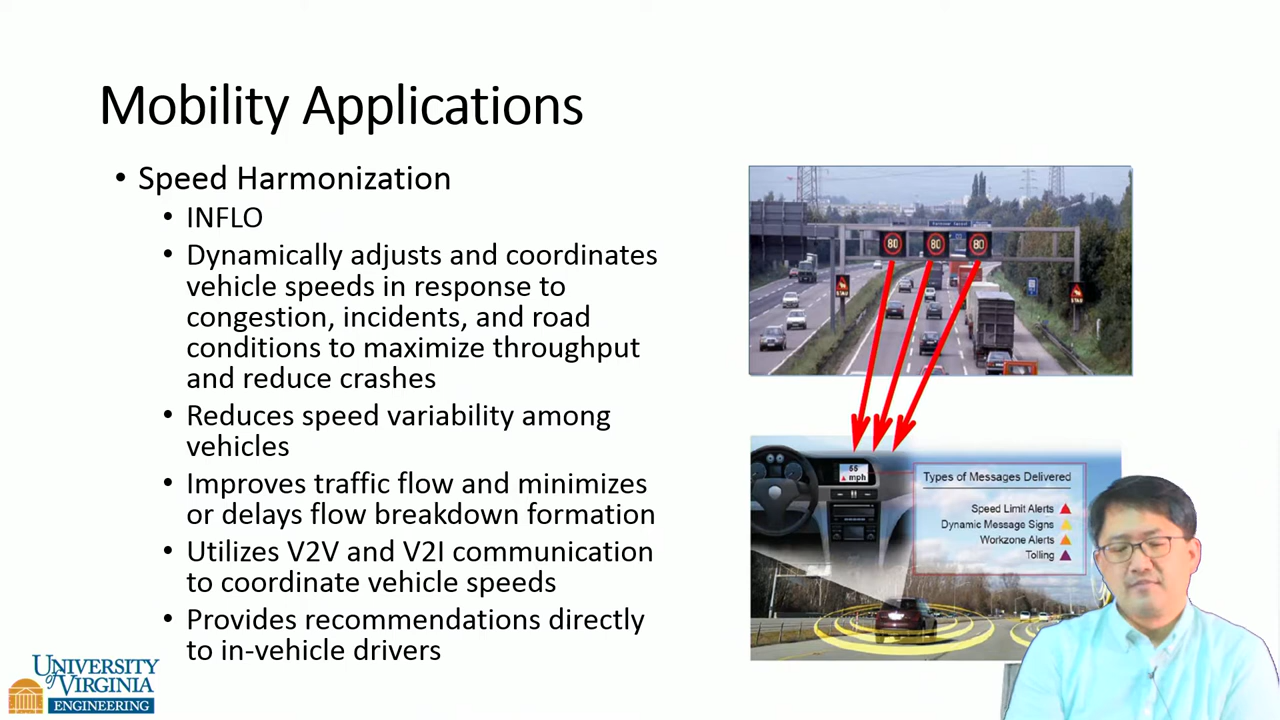 Mobility Applications
• Speed Harmonization
• INFLO
• Dynamically adjusts and coordinates
vehicle speeds in response to
congestion, incidents, and road
conditions to maximize throughput
and reduce crashes
• Reduces speed variability among
vehicles
• Improves traffic flow and minimizes
or delays flow breakdown formation
• Utilizes V2V and V2I communication
to coordinate vehicle speeds
• Provides recommendations directly
to in-vehicle drivers
80 80 80
55
mph
Types of Messages Delivered
Speed Limit Alerts
Dynamic Message Signs
Workzone Alerts
Tolling
UNIVERSITY
of VIRGINIA
ENGINEERING